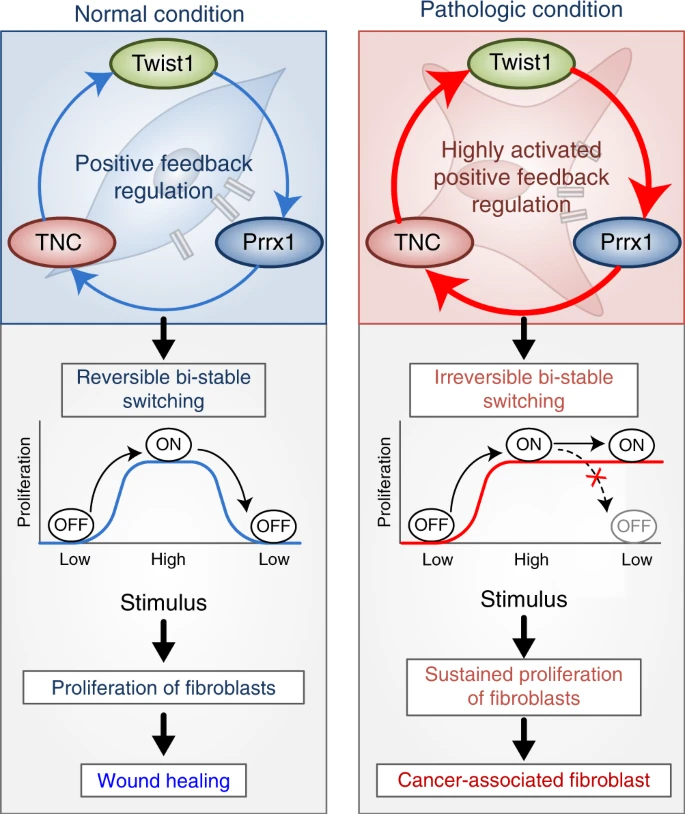 Normal condition
Twist1
Positive feedback
regulation
TNC
Prrx1
Reversible bi-stable
switching
Proliferation
ON
OFF
OFF
Low
High
Low
Stimulus
Proliferation of fibroblasts
Wound healing
Pathologic condition
Twist1
Highly activated
positive feedback
regulation
TNC
Prrx1
Irreversible bi-stable
switching
Proliferation
ON
ON
OFF
OFF
Low
High
Low
Stimulus
Sustained proliferation
of fibroblasts
Cancer-associated fibroblast